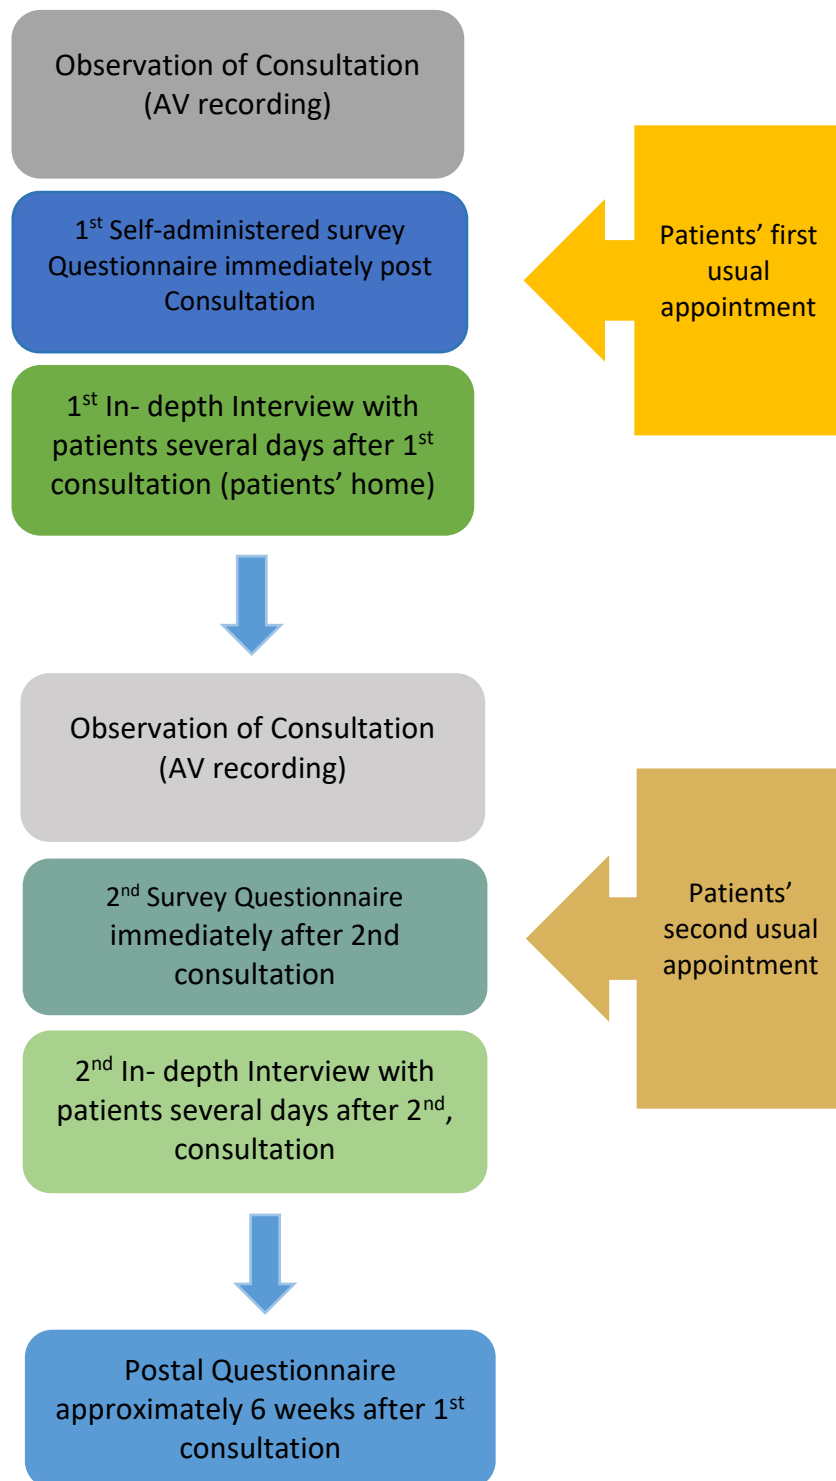 Observation of Consultation
(AV recording)
1st Self-administered survey
Questionnaire immediately post
Consultation
Patients’ first
usual
appointment
1st In- depth Interview with
patients several days after 1st
consultation (patients’ home)
Observation of Consultation
(AV recording)
2nd Survey Questionnaire
immediately after 2nd
consultation
Patients’
second usual
appointment
2nd In- depth Interview with
patients several days after 2nd,
consultation
Postal Questionnaire
approximately 6 weeks after 1st
consultation